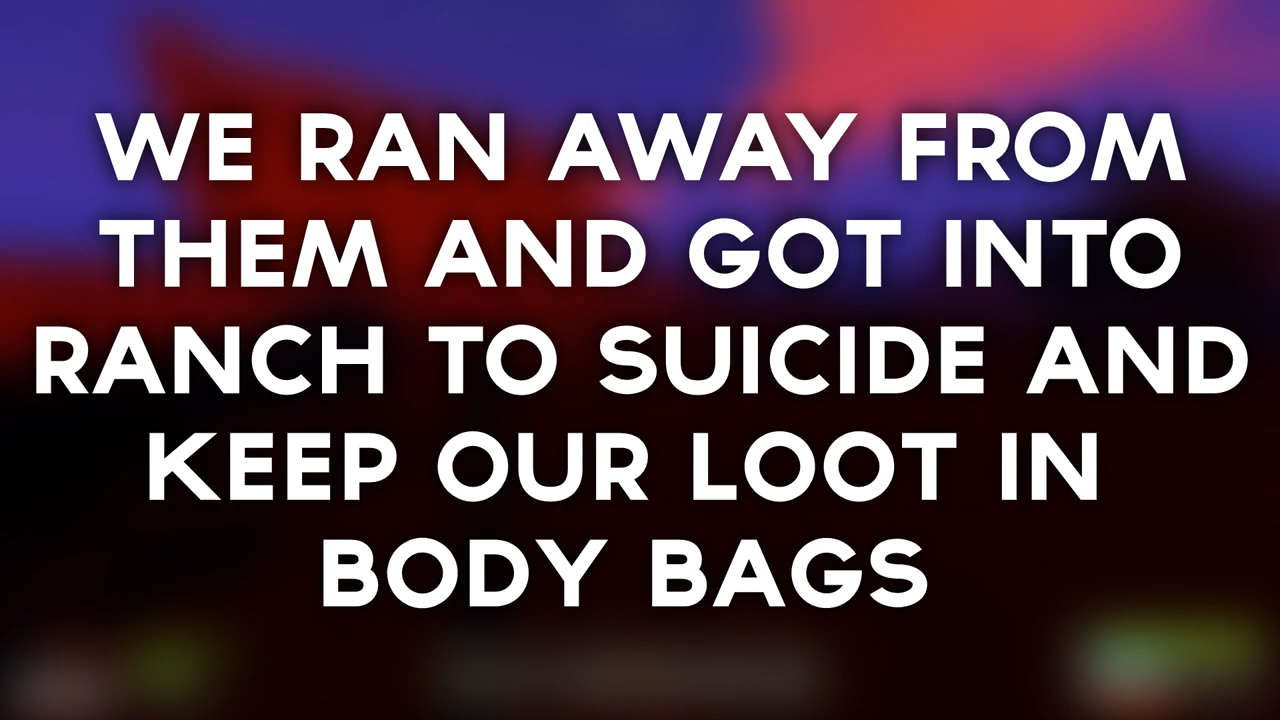 WE RAN AWAY FROM
THEM AND GOT INTO
RANCH TO SUICIDE AND
KEEP OUR LOOT IN
BODY BAGS